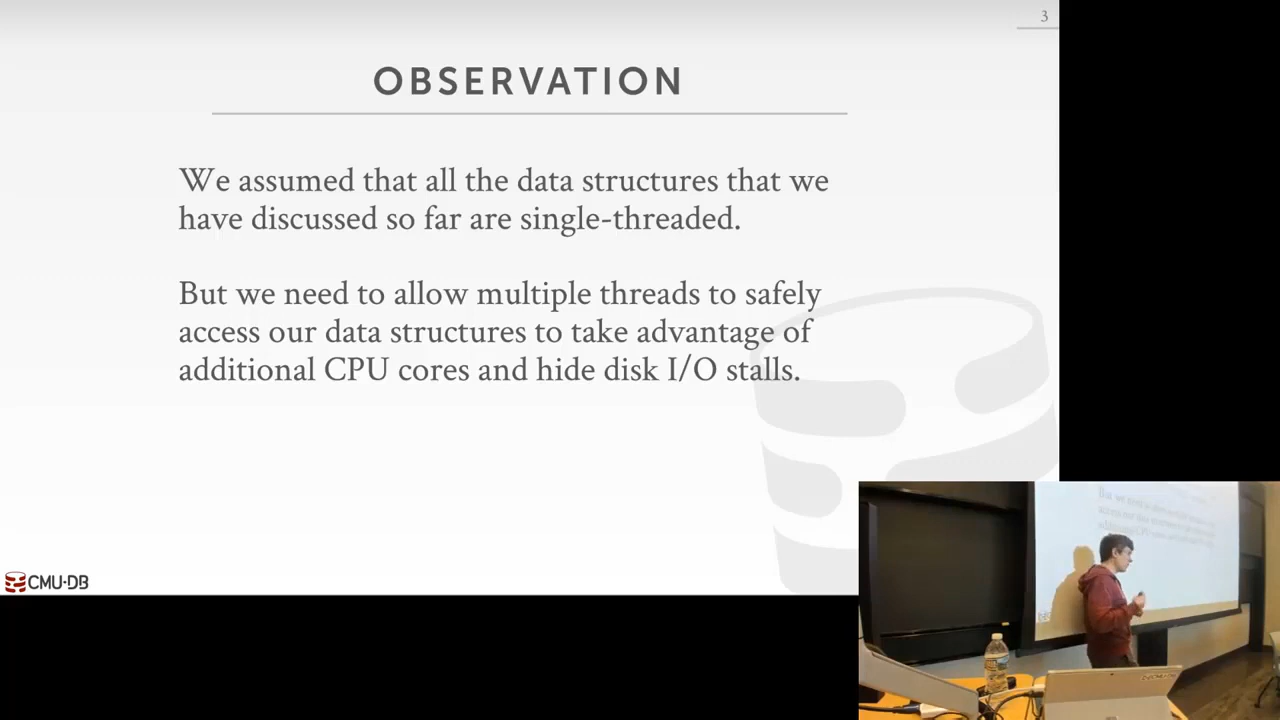 3
OBSERVATION
We assumed that all the data structures that we
have discussed so far are single-threaded.
But we need to allow multiple threads to safely
access our data structures to take advantage of
additional CPU cores and hide disk I/O stalls.
CMU·DB